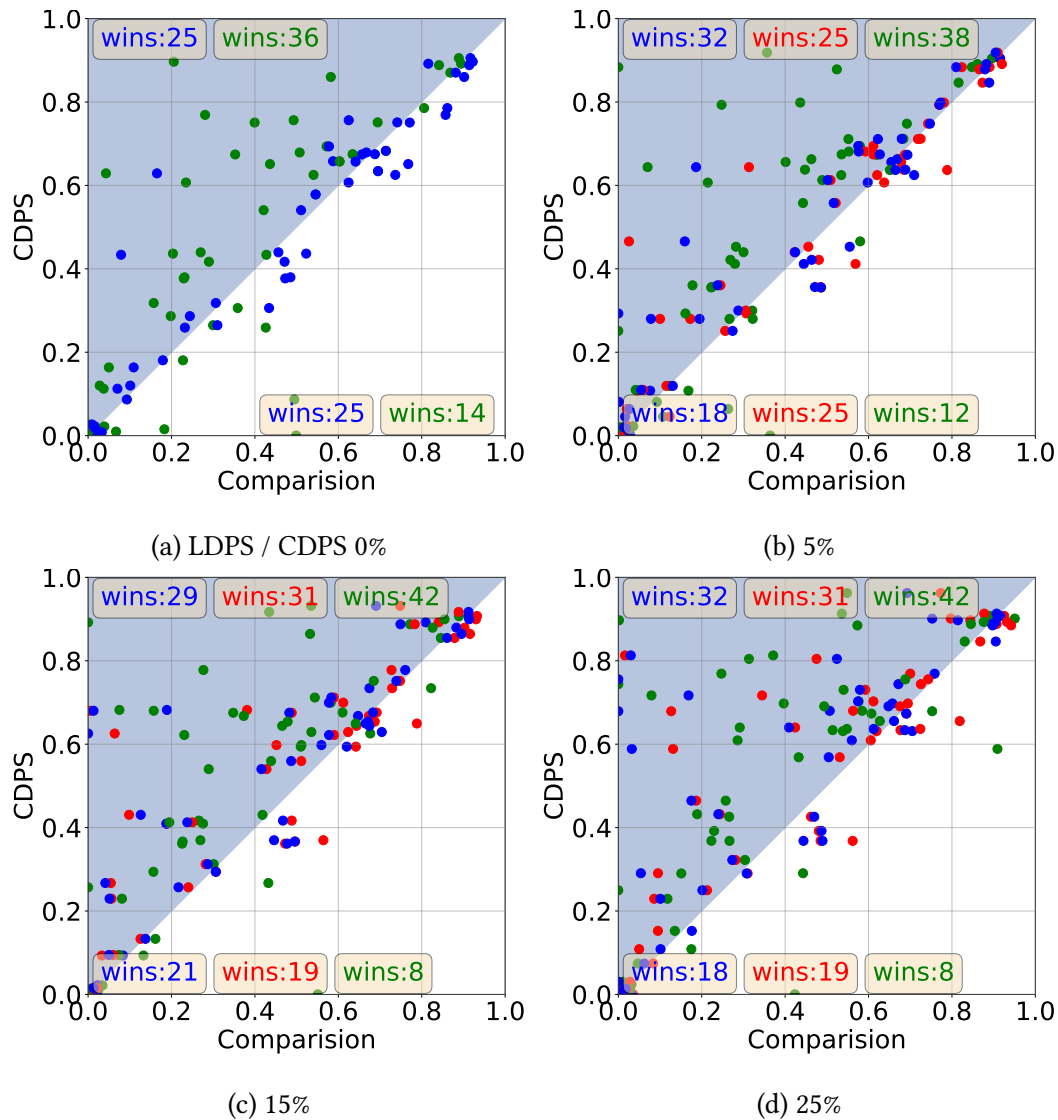 1.0
wins:25 wins:36
0.8
0.6
CDPS
0.4
0.2
wins:25 wins:14
0.0
0.0 0.2 0.4 0.6 0.8 1.0
Comparision
(a) LDPS / CDPS 0%
1.0
wins:32 wins:25 wins:38
0.8
0.6
CDPS
0.4
0.2
wins:18 wins:25 wins:12
0.0
0.0 0.2 0.4 0.6 0.8 1.0
Comparision
(b) 5%
1.0
wins:29 wins:31 wins:42
0.8
0.6
CDPS
0.4
0.2
wins:21 wins:19 wins:8
0.0
0.0 0.2 0.4 0.6 0.8 1.0
Comparision
(c) 15%
1.0
wins:32 wins:31 wins:42
0.8
0.6
CDPS
0.4
0.2
wins:18 wins:19 wins:8
0.0
0.0 0.2 0.4 0.6 0.8 1.0
Comparision
(d) 25%